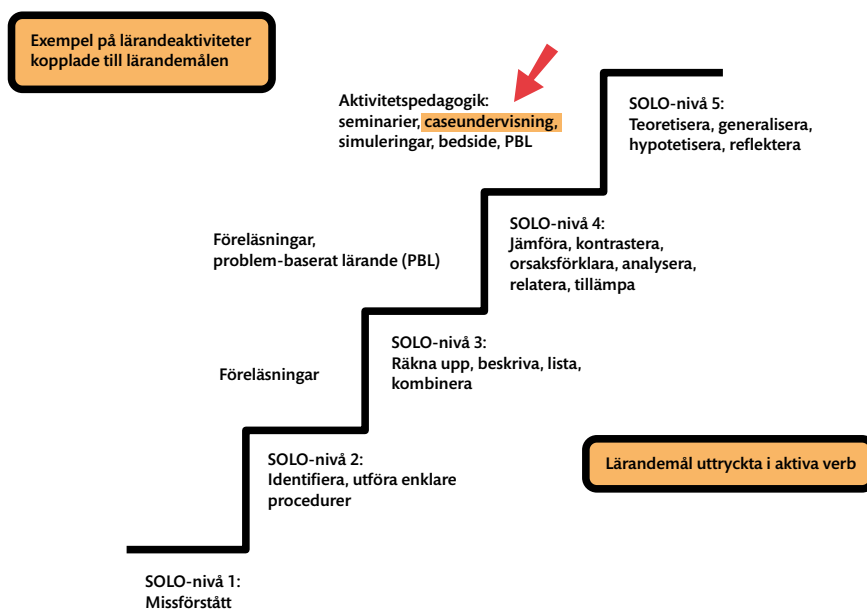 Exempel på lärandeaktiviteter
kopplade till lärandemålen
Aktivitetspedagogik:
seminarier, caseundervisning,
simuleringar, bedside, PBL
SOLO-nivå 5:
Teoretisera, generalisera,
hypotetisera, reflektera
Föreläsningar,
problem-baserat lärande (PBL)
SOLO-nivå 4:
Jämföra, kontrastera,
orsaksförklara, analysera,
relatera, tillämpa
Föreläsningar
SOLO-nivå 3:
Räkna upp, beskriva, lista,
kombinera
SOLO-nivå 2:
Identifiera, utföra enklare
procedurer
Lärandemål uttryckta i aktiva verb
SOLO-nivå 1:
Missförstått